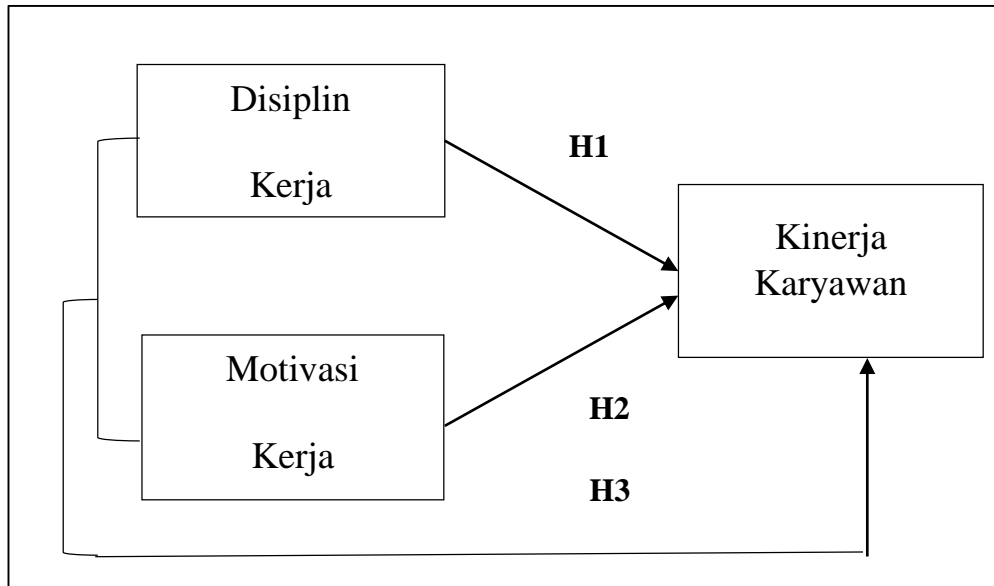 Disiplin
Kerja
H1
Kinerja
Karyawan
Motivasi
Kerja
H2
H3